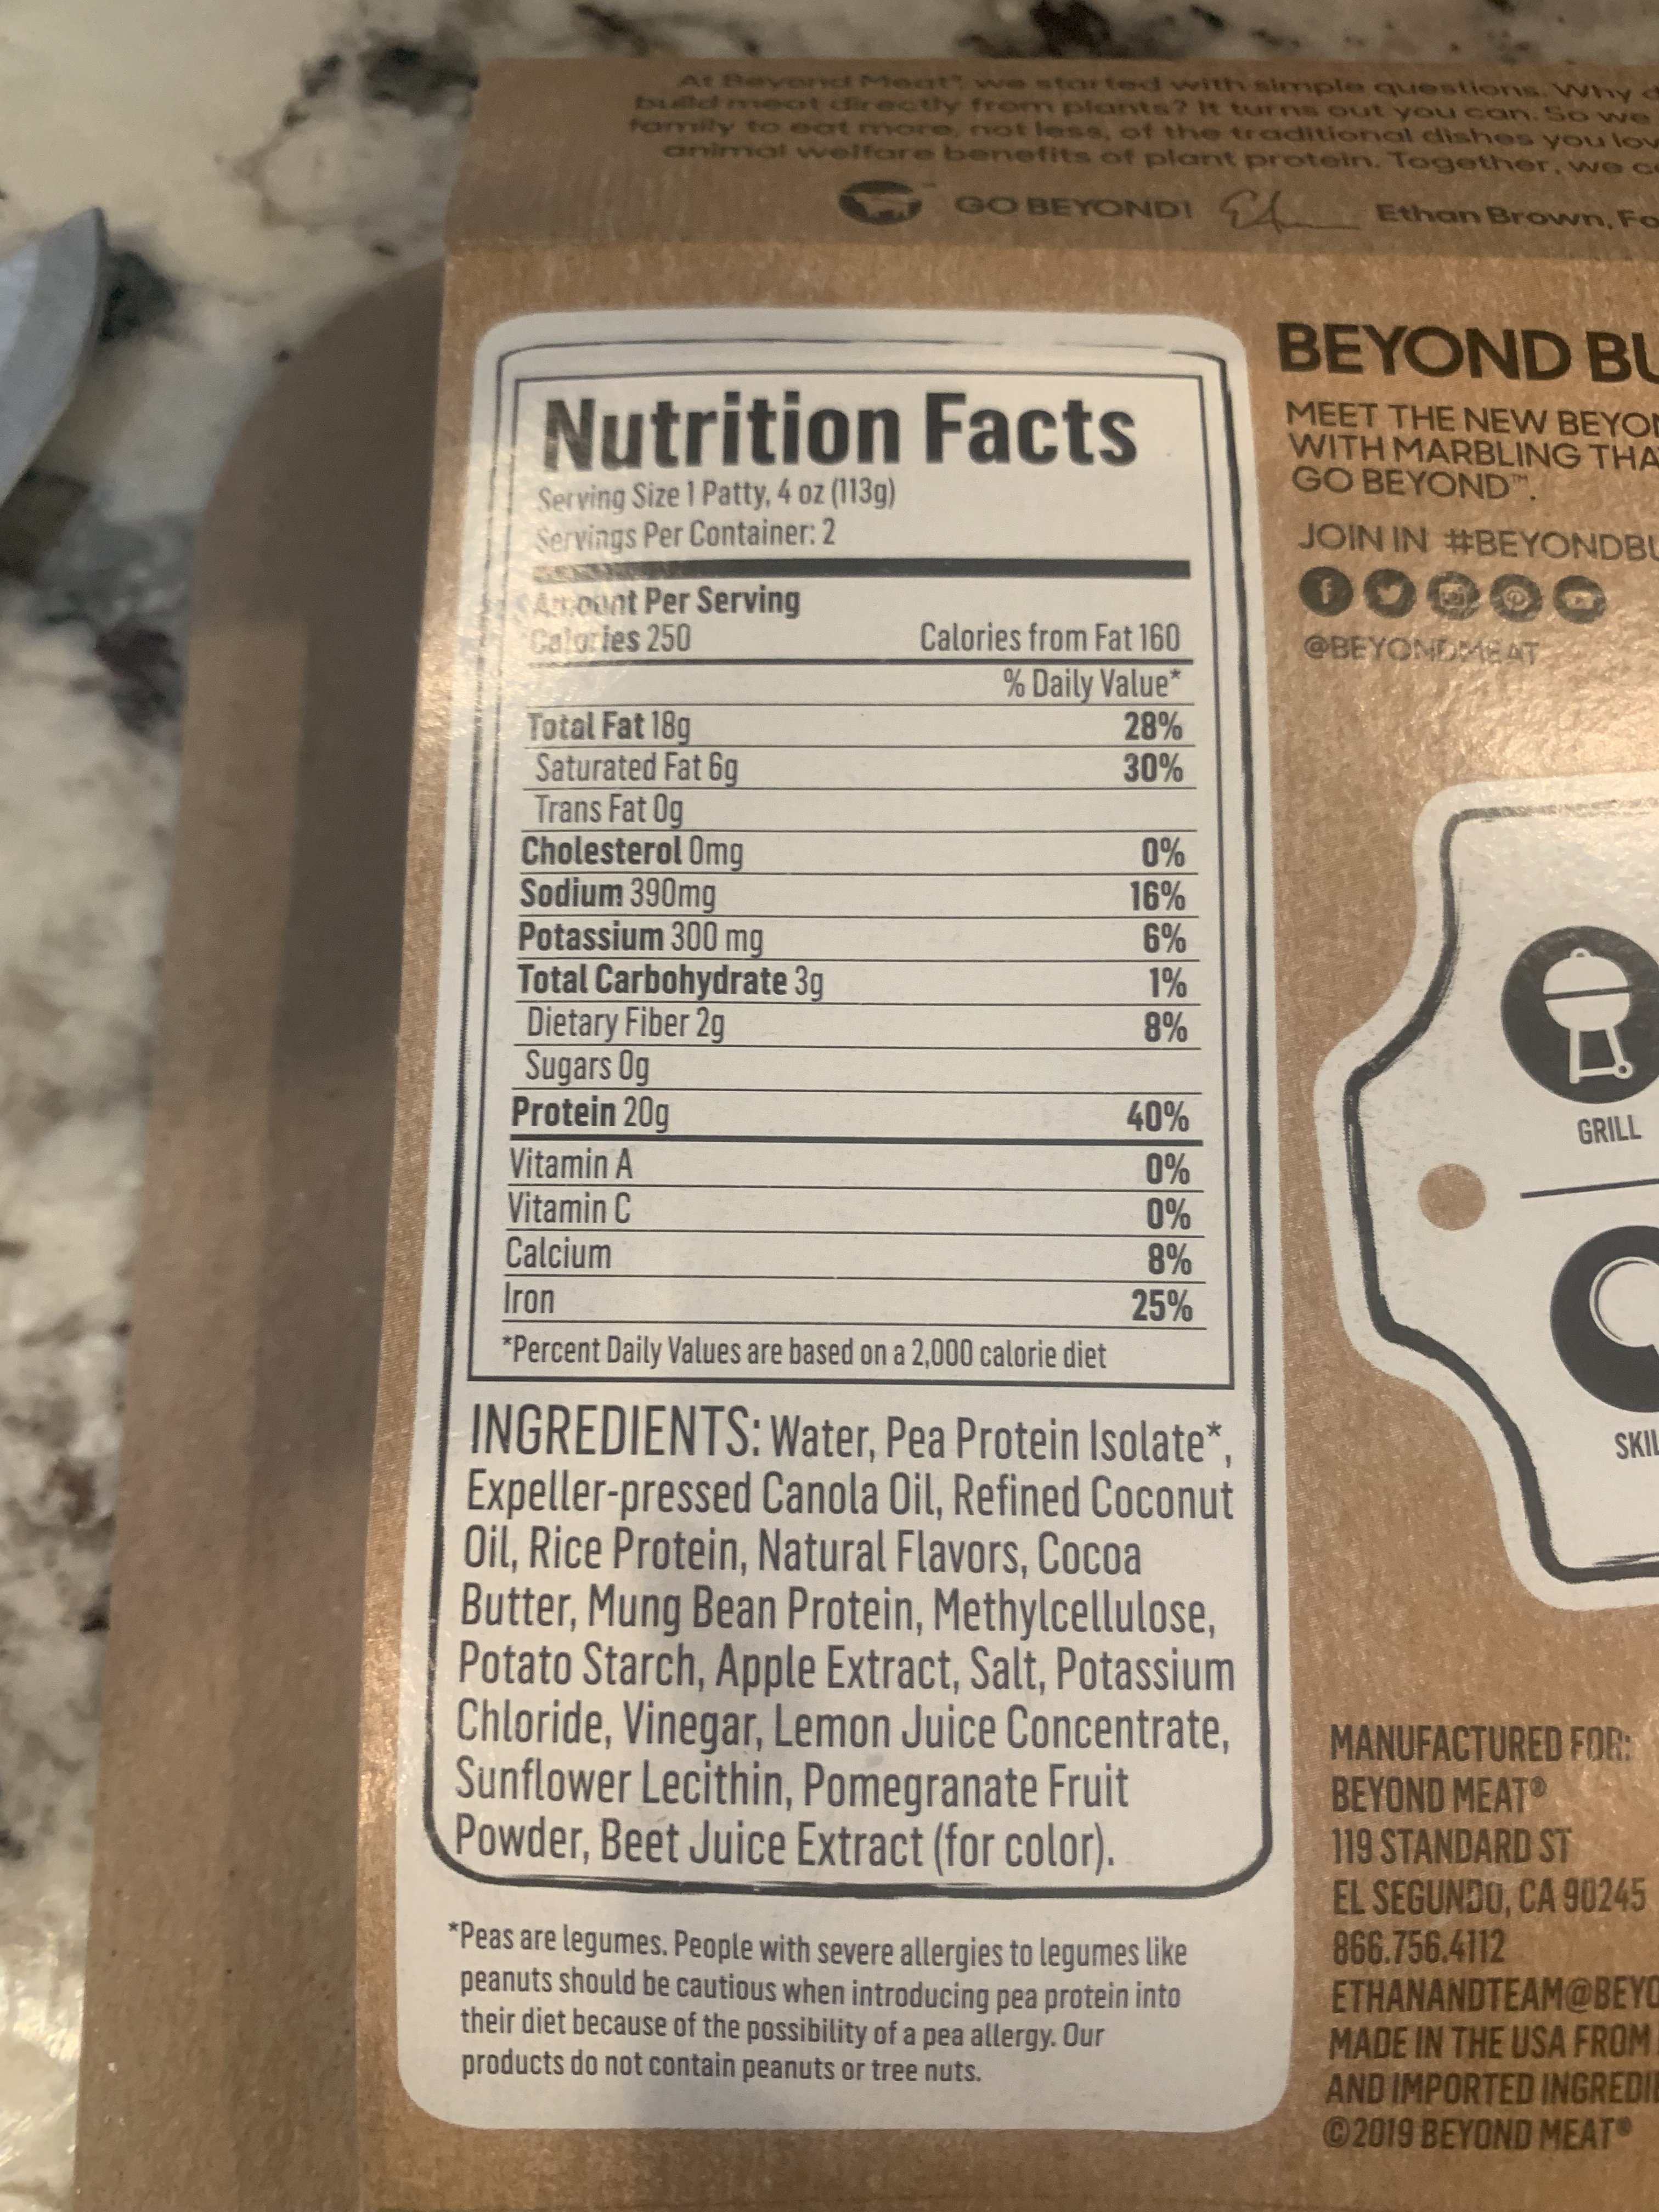 At Beyond Meat®, we started with simple questions. Why d
build meat directly from plants? It turns out you can. So we
family to eat more, not less, of the traditional dishes you lov
animal welfare benefits of plant protein. Together, we c
GO BEYOND! Ethan Brown, Fo
Nutrition Facts
Serving Size 1 Patty, 4 oz (113g)
Servings Per Container: 2
Amount Per Serving
Calories 250 Calories from Fat 160
% Daily Value*
Total Fat 18g 28%
Saturated Fat 6g 30%
Trans Fat 0g
Cholesterol 0mg 0%
Sodium 390mg 16%
Potassium 300 mg 6%
Total Carbohydrate 3g 1%
Dietary Fiber 2g 8%
Sugars 0g
Protein 20g 40%
Vitamin A 0%
Vitamin C 0%
Calcium 8%
Iron 25%
*Percent Daily Values are based on a 2,000 calorie diet
INGREDIENTS: Water, Pea Protein Isolate*,
Expeller-pressed Canola Oil, Refined Coconut
Oil, Rice Protein, Natural Flavors, Cocoa
Butter, Mung Bean Protein, Methylcellulose,
Potato Starch, Apple Extract, Salt, Potassium
Chloride, Vinegar, Lemon Juice Concentrate,
Sunflower Lecithin, Pomegranate Fruit
Powder, Beet Juice Extract (for color).
*Peas are legumes. People with severe allergies to legumes like
peanuts should be cautious when introducing pea protein into
their diet because of the possibility of a pea allergy. Our
products do not contain peanuts or tree nuts.
BEYOND BU
MEET THE NEW BEYON
WITH MARBLING THA
GO BEYOND™.
JOIN IN #BEYONDBU
@BEYONDMEAT
GRILL
SKIL
MANUFACTURED FOR:
BEYOND MEAT®
119 STANDARD ST
EL SEGUNDO, CA 90245
866.756.4112
ETHANANDTEAM@BEYO
MADE IN THE USA FROM
AND IMPORTED INGREDIE
©2019 BEYOND MEAT®